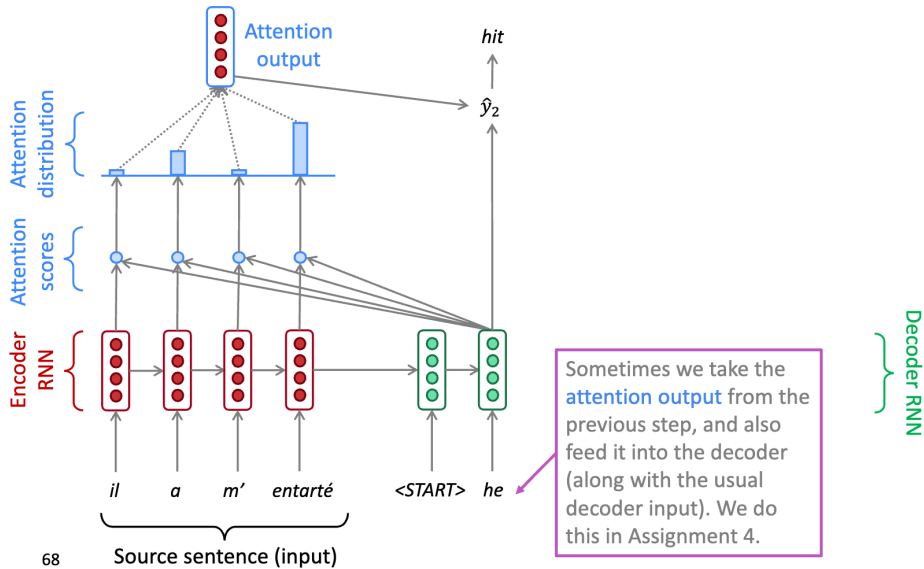 Attention
output
hit
ŷ₂
Attention
distribution
Attention
scores
Encoder
RNN
Decoder RNN
Sometimes we take the
attention output from the
previous step, and also
feed it into the decoder
(along with the usual
decoder input). We do
this in Assignment 4.
il a m’ entarté <START> he
Source sentence (input)
68